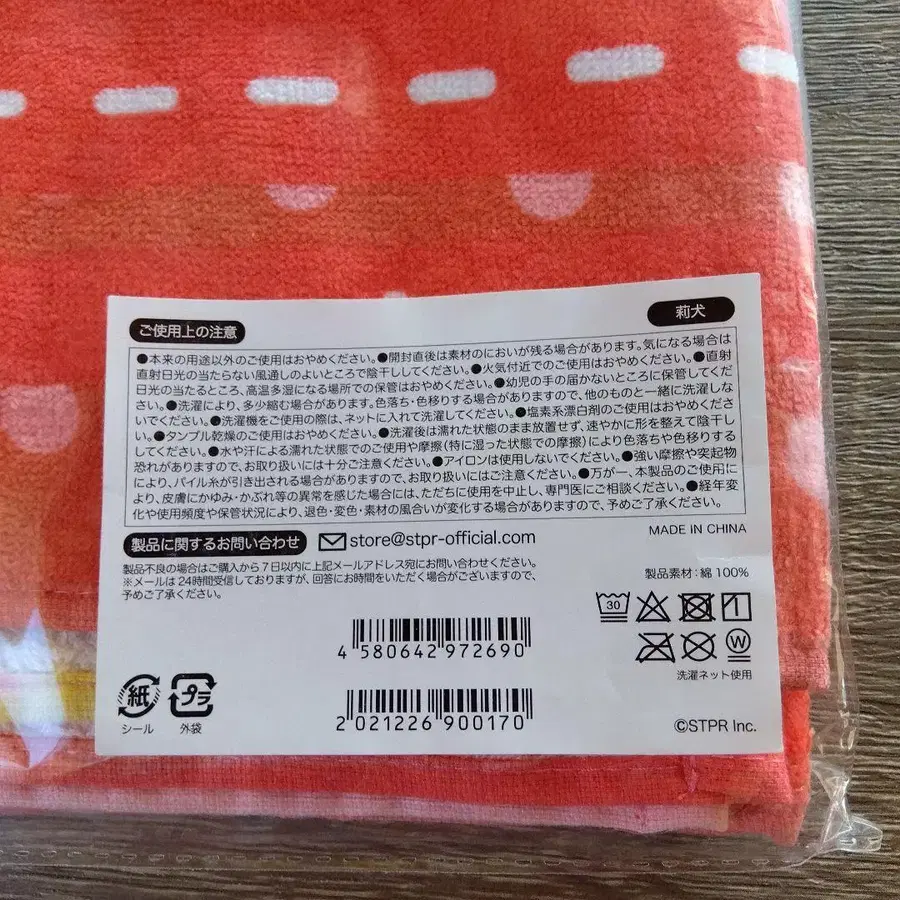 ご使用上の注意
莉犬
●本来の用途以外のご使用はおやめください。●開封直後は素材のにおいが残る場合があります。気になる場合は
直射日光の当たらない風通しのよいところで陰干ししてください。●火気付近でのご使用はおやめください。●直射
日光の当たるところ、高温多湿になる場所での保管はおやめください。●幼児の手の届かないところに保管してくだ
さい。●洗濯により、多少縮む場合があります。色落ち・色移りする場合がありますので、他のものと一緒に洗濯しな
いでください。●洗濯機をご使用の際は、ネットに入れて洗濯してください。●塩素系漂白剤のご使用はおやめくださ
い。●タンブル乾燥のご使用はおやめください。●洗濯後は濡れた状態のまま放置せず、速やかに形を整えて陰干
ししてください。●水や汗による濡れた状態でのご使用や摩擦(特に湿った状態での摩擦)により色落ちや色移りする
恐れがありますので、お取り扱いには十分ご注意ください。●アイロンは使用しないでください。●強い摩擦や突起物
により、パイル糸が引き出される場合がありますので、お取り扱いにはご注意ください。●万が一、本製品のご使用に
より、皮膚にかゆみ・かぶれ等の異常を感じた場合には、ただちに使用を中止し、専門医にご相談ください。●経年変
化や使用頻度や保管状況により、退色・変色・素材の風合いが変化する場合がありますので、予めご了承ください。
製品に関するお問い合わせ store@stpr-official.com
MADE IN CHINA
製品不良の場合はご購入から7日以内に上記メールアドレス宛にお問い合わせください。
※メールは24時間受信しておりますが、回答にお時間をいただく場合がございますので、
予めご了承ください。
製品素材:綿100%
30
W
洗濯ネット使用
4 580642 972690
紙
シール
プラ
外袋
2 021226 900170
©STPR Inc.